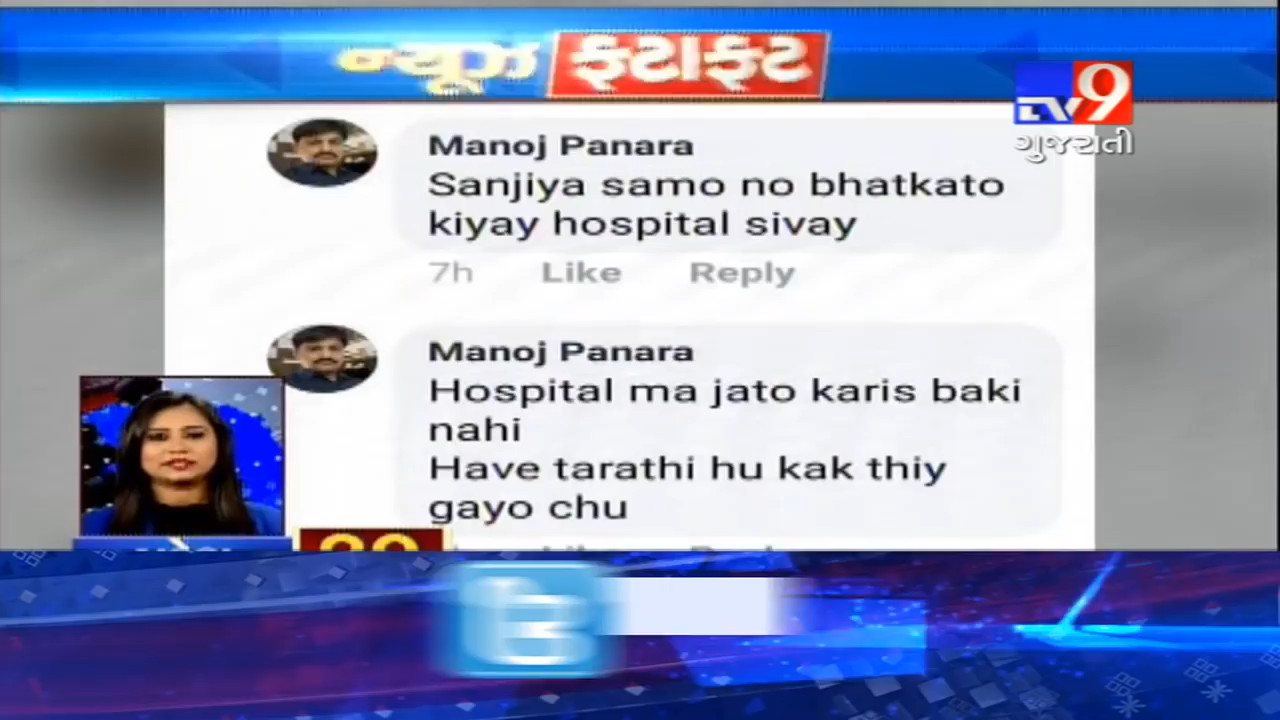 ન્યૂઝ ફટાફટ
TV9
ગુજરાતી
Manoj Panara
Sanjiya samo no bhatkato
kiyay hospital sivay
7h Like Reply
Manoj Panara
Hospital ma jato karis baki
nahi
Have tarathi hu kak thiy
gayo chu